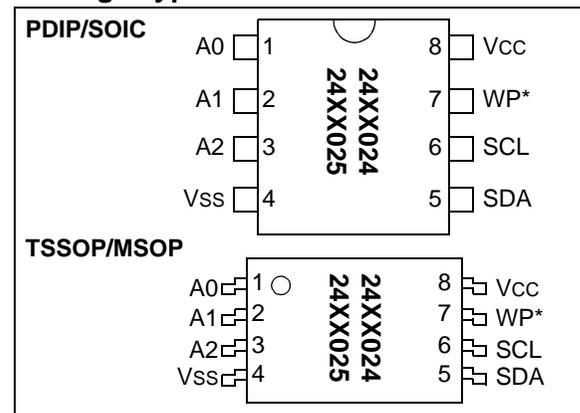 PDIP/SOIC
A0 1 8 VCC
A1 2 7 WP*
A2 3 6 SCL
VSS 4 5 SDA
24XX024
24XX025
TSSOP/MSOP
A0 1 8 VCC
A1 2 7 WP*
A2 3 6 SCL
VSS 4 5 SDA
24XX024
24XX025